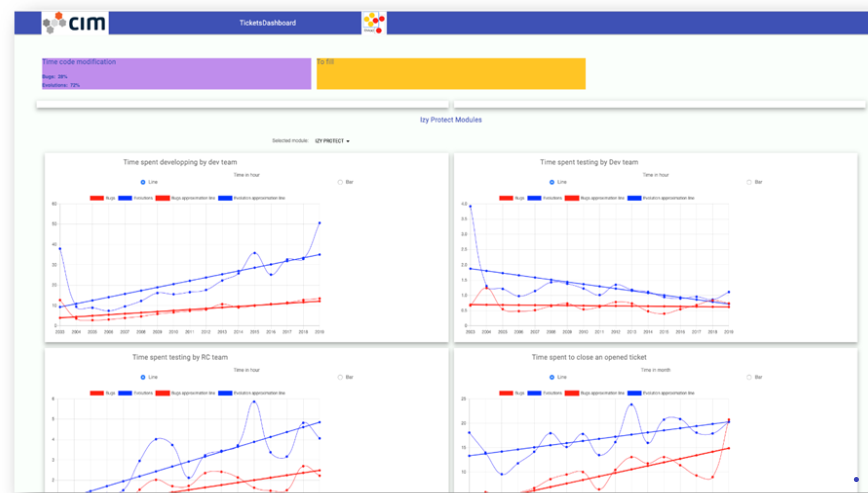 cim
TicketsDashboard
Time code modification
To fill
Bugs: 28%
Evolutions: 72%
Izy Protect Modules
Selected module: IZY PROTECT
Time spent developping by dev team
Time in hour
Line
Bar
Bugs Evolutions Bugs approximation line Evolution approximation line
60
50
40
30
20
10
0
2003 2004 2005 2006 2007 2008 2009 2010 2011 2012 2013 2014 2015 2016 2017 2018 2019
Time spent testing by Dev team
Time in hour
Line
Bar
Bugs Evolutions Bugs approximation line Evolution approximation line
4.0
3.5
3.0
2.5
2.0
1.5
1.0
0.5
0
2003 2004 2005 2006 2007 2008 2009 2010 2011 2012 2013 2014 2015 2016 2017 2018 2019
Time spent testing by RC team
Time in hour
Line
Bar
Bugs Evolutions Bugs approximation line Evolution approximation line
8
6
4
2
Time spent to close an opened ticket
Time in month
Line
Bar
Bugs Evolutions Bugs approximation line Evolution approximation line
25
20
15
10